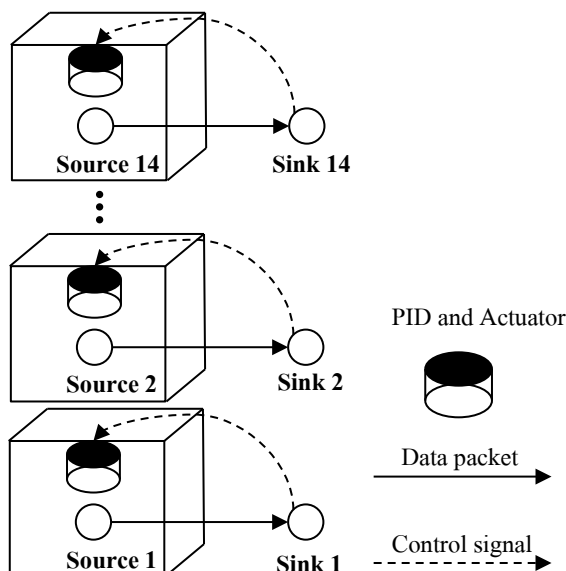 Source 14
Sink 14
Source 2
Sink 2
Source 1
Sink 1
PID and Actuator
Data packet
Control signal